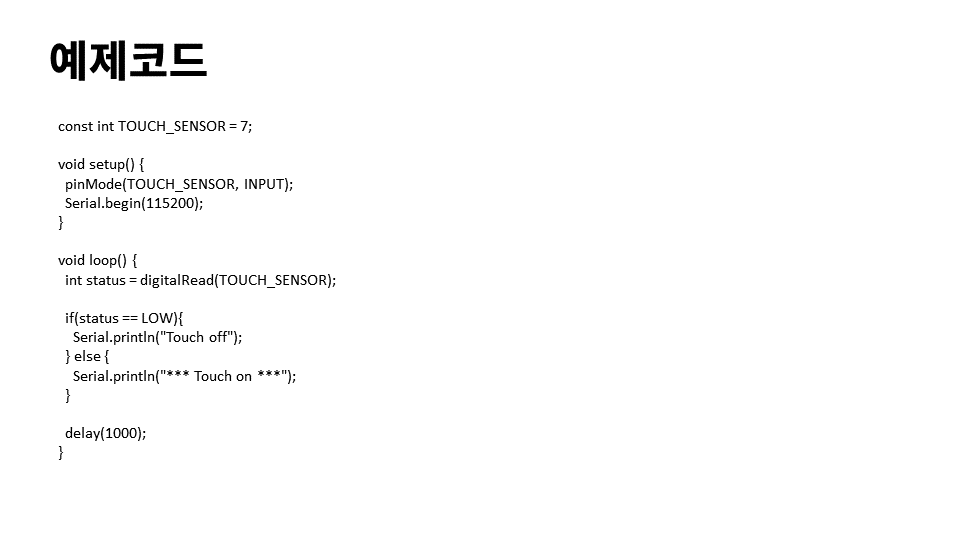 예제코드
const int TOUCH_SENSOR = 7;
void setup() {
pinMode(TOUCH_SENSOR, INPUT);
Serial.begin(115200);
}
void loop() {
int status = digitalRead(TOUCH_SENSOR);
if(status == LOW){
Serial.println("Touch off");
} else {
Serial.println("*** Touch on ***");
}
delay(1000);
}